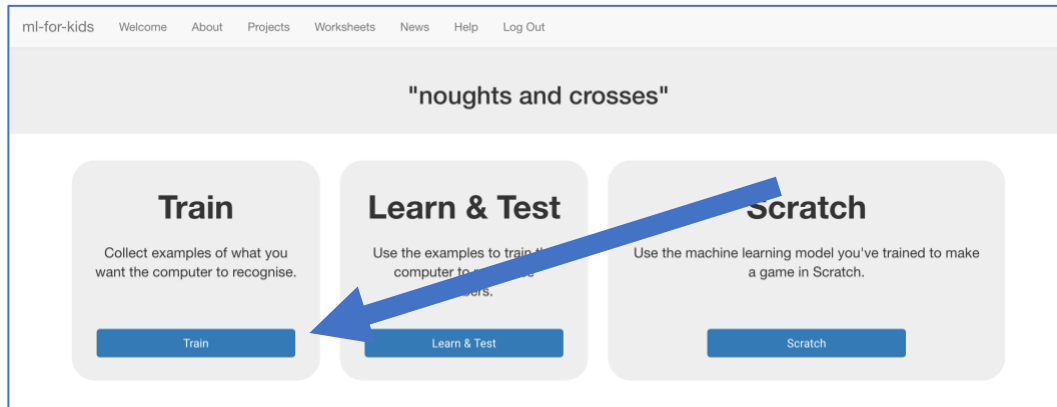 ml-for-kids Welcome About Projects Worksheets News Help Log Out
"noughts and crosses"
Train
Collect examples of what you
want the computer to recognise.
Train
Learn & Test
Use the examples to train
computer to
Learn & Test
Scratch
Use the machine learning model you've trained to make
a game in Scratch.
Scratch